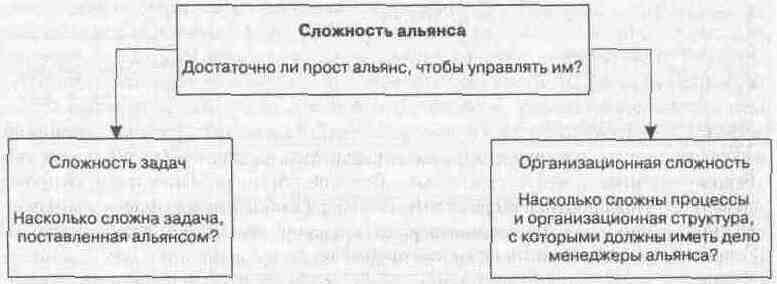 Сложность альянса
Достаточно ли прост альянс, чтобы управлять им?
Сложность задач
Насколько сложна задача,
поставленная альянсом?
Организационная сложность
Насколько сложны процессы
и организационная структура,
с которыми должны иметь дело
менеджеры альянса?